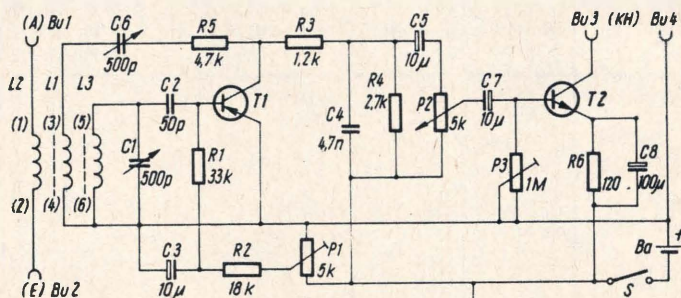 (A) Bu1
C6
500p
R5
4,7k
R3
1,2k
C5
10µ
Bu3 (KH) Bu4
L2 L1 L3
C2
50p
T1
R4
2,7k
P2
5k
C7
10µ
T2
(1) (3) (5)
C1
500p
R1
33k
C4
4,7n
P3
1M
R6
120
C8
100µ
(2) (4) (6)
C3
10µ
R2
18k
P1
5k
Ba
+
S
(E) Bu2